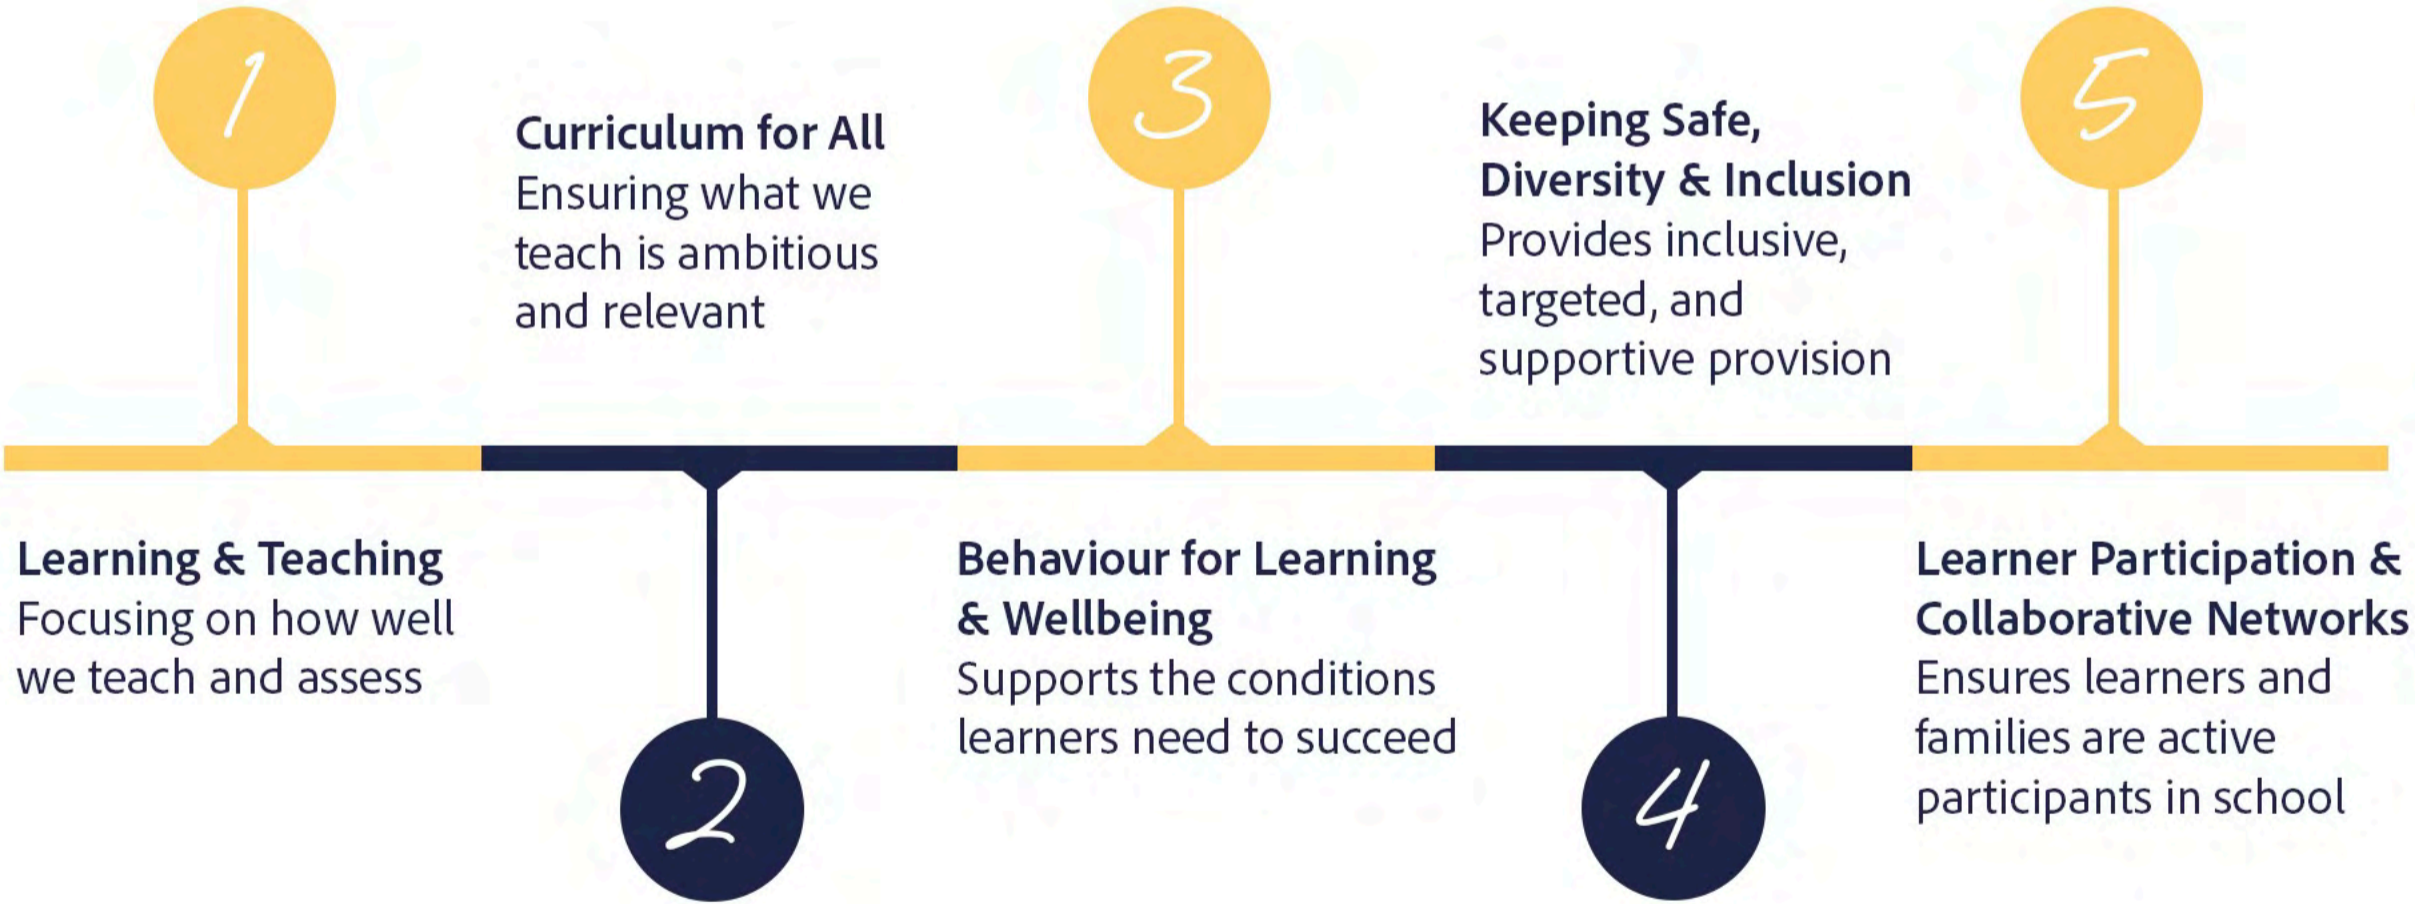 1
Learning & Teaching
Focusing on how well
we teach and assess
2
Curriculum for All
Ensuring what we
teach is ambitious
and relevant
3
Behaviour for Learning
& Wellbeing
Supports the conditions
learners need to succeed
4
Keeping Safe,
Diversity & Inclusion
Provides inclusive,
targeted, and
supportive provision
5
Learner Participation &
Collaborative Networks
Ensures learners and
families are active
participants in school